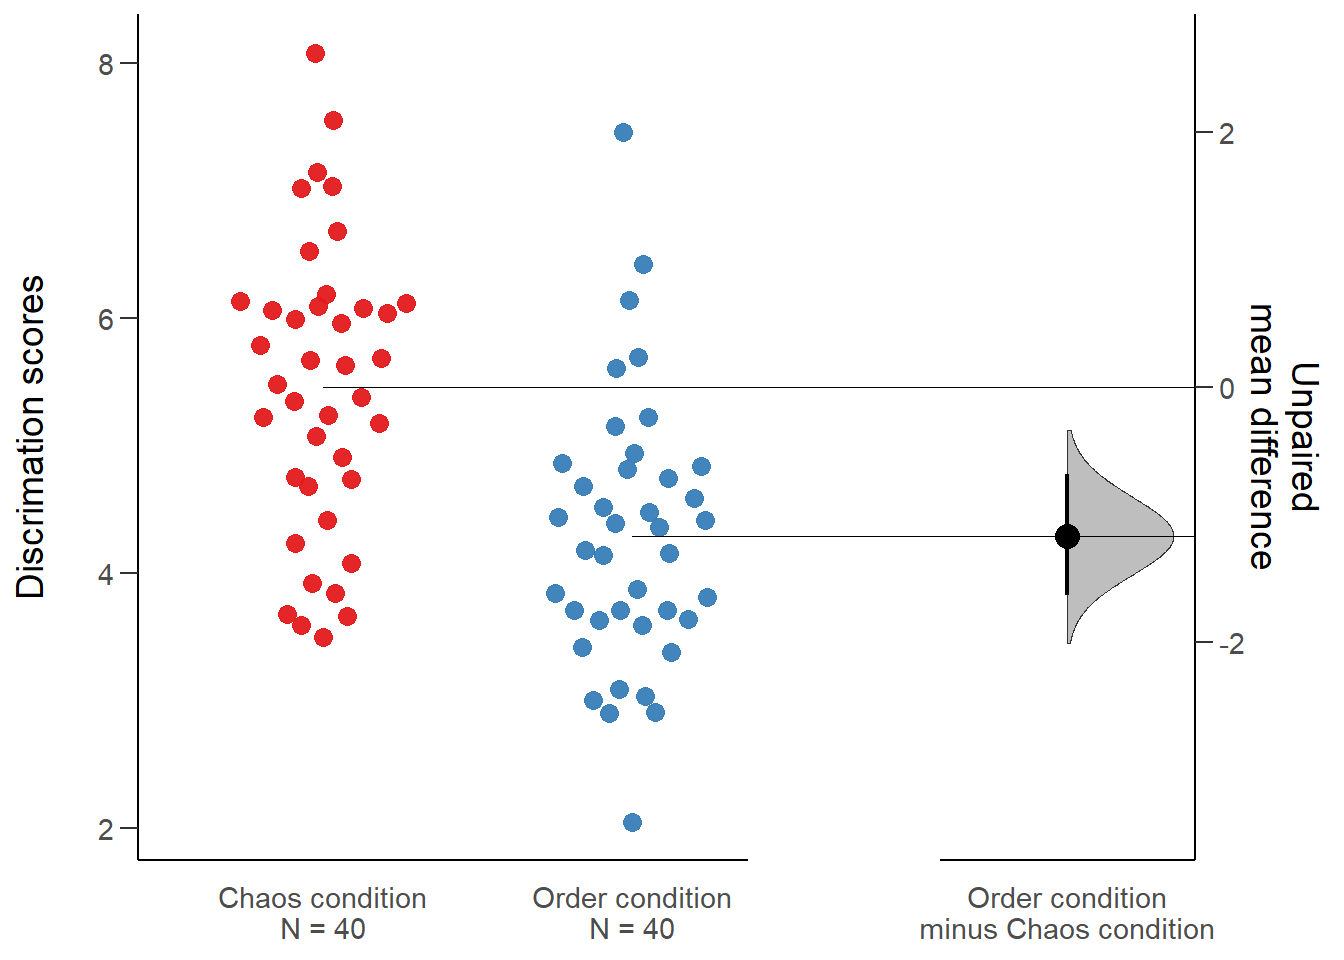 Discrimation scores
8
6
4
2
Chaos condition
N = 40
Order condition
N = 40
Order condition
minus Chaos condition
2
0
-2
Unpaired
mean difference